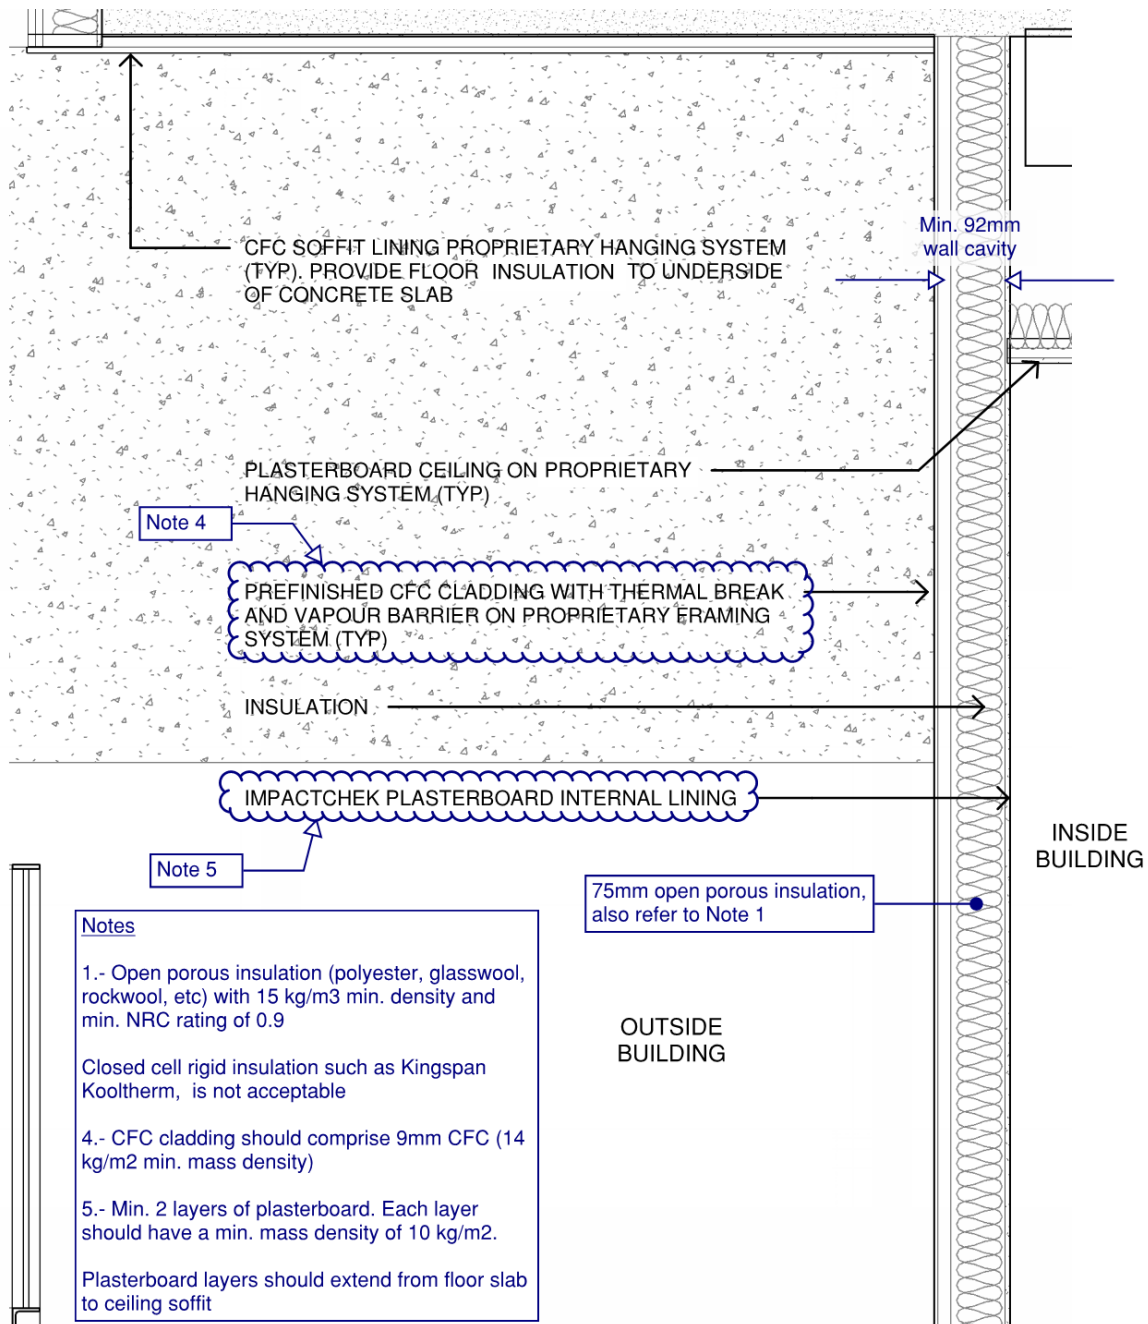 Min. 92mm
wall cavity
CFC SOFFIT LINING PROPRIETARY HANGING SYSTEM
(TYP). PROVIDE FLOOR INSULATION TO UNDERSIDE
OF CONCRETE SLAB
PLASTERBOARD CEILING ON PROPRIETARY
HANGING SYSTEM (TYP)
Note 4
PREFINISHED CFC CLADDING WITH THERMAL BREAK
AND VAPOUR BARRIER ON PROPRIETARY FRAMING
SYSTEM (TYP)
INSULATION
IMPACTCHEK PLASTERBOARD INTERNAL LINING
INSIDE
BUILDING
Note 5
75mm open porous insulation,
also refer to Note 1
Notes
1.- Open porous insulation (polyester, glasswool,
rockwool, etc) with 15 kg/m3 min. density and
min. NRC rating of 0.9
Closed cell rigid insulation such as Kingspan
Kooltherm, is not acceptable
4.- CFC cladding should comprise 9mm CFC (14
kg/m2 min. mass density)
5.- Min. 2 layers of plasterboard. Each layer
should have a min. mass density of 10 kg/m2.
Plasterboard layers should extend from floor slab
to ceiling soffit
OUTSIDE
BUILDING